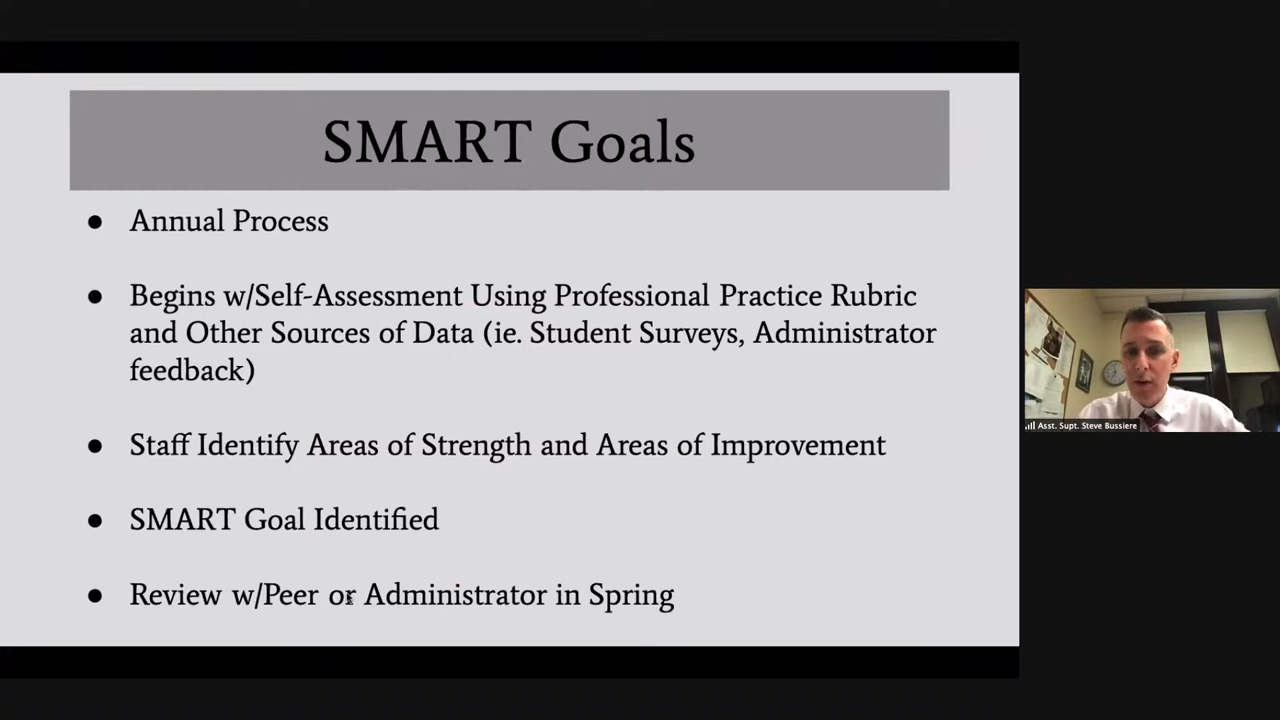 SMART Goals
● Annual Process
● Begins w/Self-Assessment Using Professional Practice Rubric
and Other Sources of Data (ie. Student Surveys, Administrator
feedback)
● Staff Identify Areas of Strength and Areas of Improvement
● SMART Goal Identified
● Review w/Peer or Administrator in Spring
Asst. Supt. Steve Bussiere